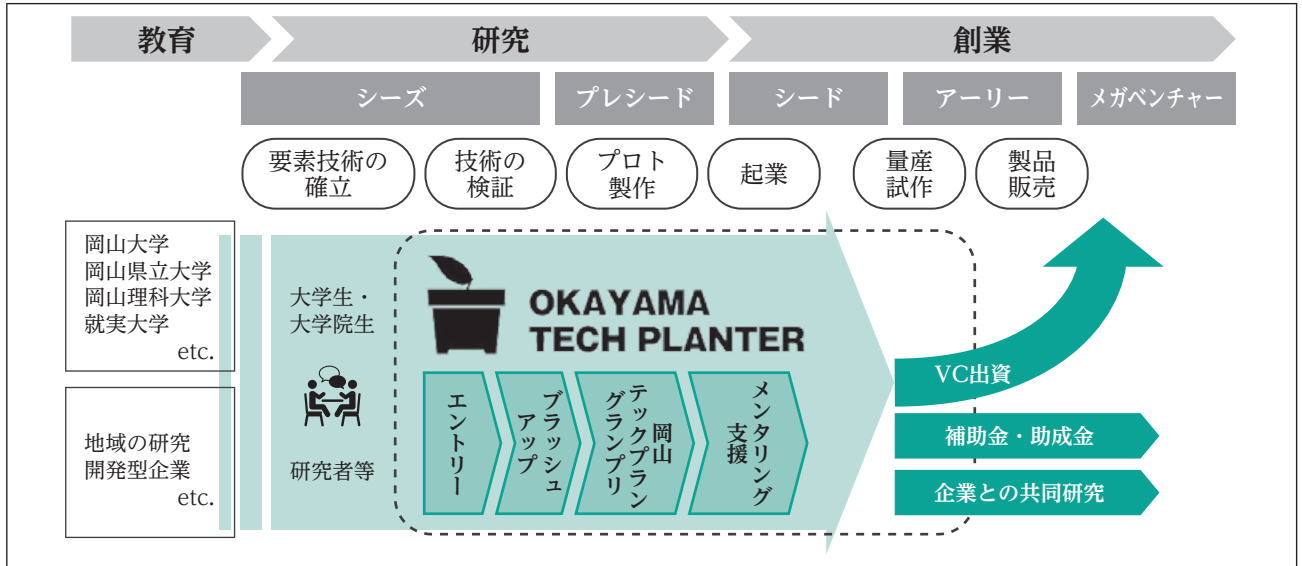 教育
研究
創業
シーズ
プレシード
シード
アーリー
メガベンチャー
要素技術の
確立
技術の
検証
プロト
製作
起業
量産
試作
製品
販売
岡山大学
岡山県立大学
岡山理科大学
就実大学
etc.
地域の研究
開発型企業
etc.
大学生・
大学院生
研究者等
OKAYAMA
TECH PLANTER
エントリー
ブラッシュ
アップ
岡山
テックプラン
グランプリ
メンタリング
支援
VC出資
補助金・助成金
企業との共同研究